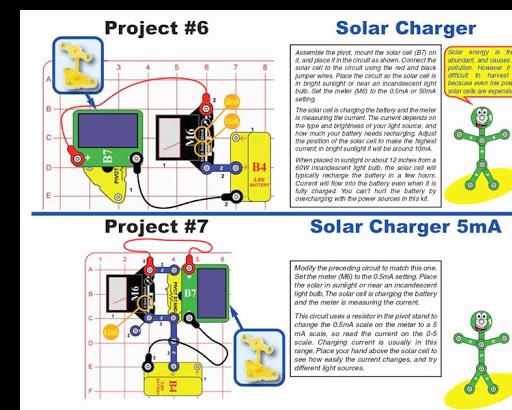 Project #6
Solar Charger
Assemble the pivot, mount the solar cell (B7) on
it, and place it in the circuit as shown. Connect the
solar cell to the circuit using the red and black
jumper wires. Place the circuit so the solar cell is
in bright sunlight or near an incandescent light
bulb. Set the meter (M6) to the 0.5mA or 50mA
setting.
The solar cell is charging the battery and the meter
is measuring the current. The current depends on
the type and brightness of your light source, and
how much your battery needs recharging. Adjust
the position of the solar cell to make the highest
current; in bright sunlight it will be around 10mA.
When placed in sunlight or about 12 inches from a
60W incandescent light bulb, the solar cell will
typically recharge the battery in a few hours.
Current will flow into the battery even when it is
fully charged. You can't hurt the battery by
overcharging with the power sources in this kit.
Solar energy is fr
abundant, and causes
pollution. However it
difficult to harvest
because even low pow
solar cells are expensi
3 4 5 6 7 8
A
B
C
D
E
B7
M6
B4
3.6V
BATTERY
PIVOT
Project #7
Solar Charger 5mA
Modify the preceding circuit to match this one.
Set the meter (M6) to the 0.5mA setting. Place
the solar in sunlight or near an incandescent
light bulb. The solar cell is charging the battery
and the meter is measuring the current.
This circuit uses a resistor in the pivot stand to
change the 0.5mA scale on the meter to a 5
mA scale, so read the current on the 0-5
scale. Charging current is usually in this
range. Place your hand above the solar cell to
see how easily the current changes, and try
different light sources.
1 2 3 4 5 6
A
B
C
D
E
F
M6
B7
B4